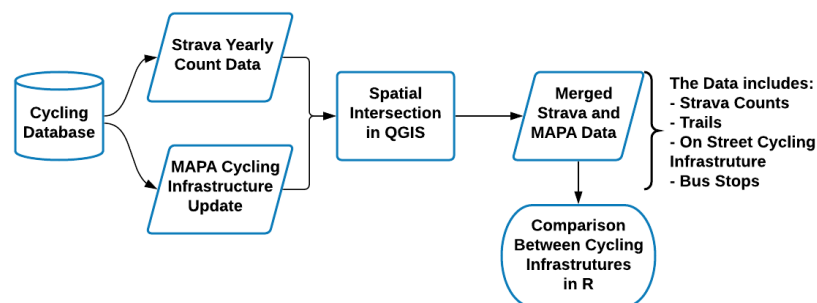 Cycling
Database
Strava Yearly
Count Data
MAPA Cycling
Infrastructure
Update
Spatial
Intersection
in QGIS
Merged
Strava and
MAPA Data
The Data includes:
- Strava Counts
- Trails
- On Street Cycling
Infrastruture
- Bus Stops
Comparison
Between Cycling
Infrastrutures
in R